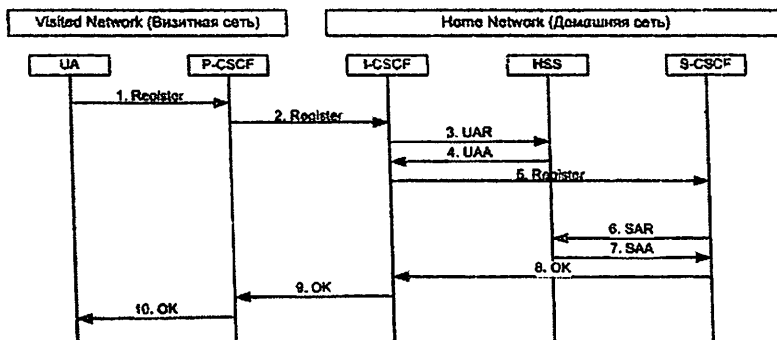 Visited Network (Визитная сеть)
Home Network (Домашняя сеть)
UA
P-CSCF
I-CSCF
HSS
S-CSCF
1. Register
2. Register
3. UAR
4. UAA
5. Register
6. SAR
7. SAA
8. OK
9. OK
10. OK